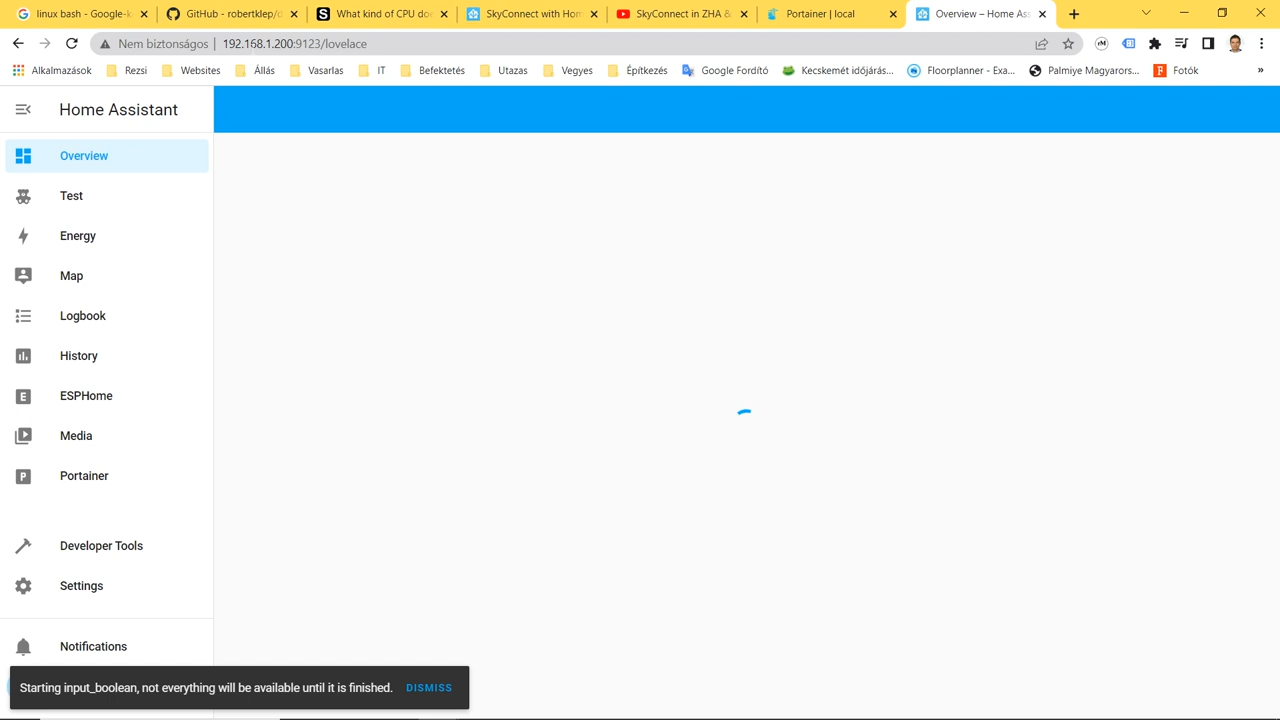 linux bash - Google-k
GitHub - robertklep/d
What kind of CPU do
SkyConnect with Hom
SkyConnect in ZHA &
Portainer | local
Overview – Home Ass
Nem biztonságos | 192.168.1.200:9123/lovelace
Alkalmazások
Rezsi
Websites
Állás
Vasarlas
IT
Befektetés
Utazas
Vegyes
Építkezés
Google Fordító
Kecskemét időjárás...
Floorplanner - Exa...
Palmiye Magyarors...
Fotók
»
Home Assistant
Overview
Test
Energy
Map
Logbook
History
ESPHome
Media
Portainer
Developer Tools
Settings
Notifications
Starting input_boolean, not everything will be available until it is finished. DISMISS